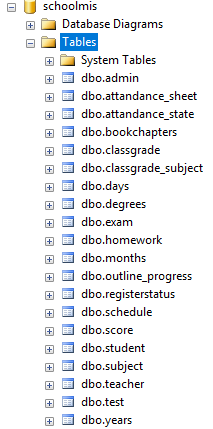 schoolmis
Database Diagrams
Tables
System Tables
dbo.admin
dbo.attandance_sheet
dbo.attandance_state
dbo.bookchapters
dbo.classgrade
dbo.classgrade_subject
dbo.days
dbo.degrees
dbo.exam
dbo.homework
dbo.months
dbo.outline_progress
dbo.registerstatus
dbo.schedule
dbo.score
dbo.student
dbo.subject
dbo.teacher
dbo.test
dbo.years